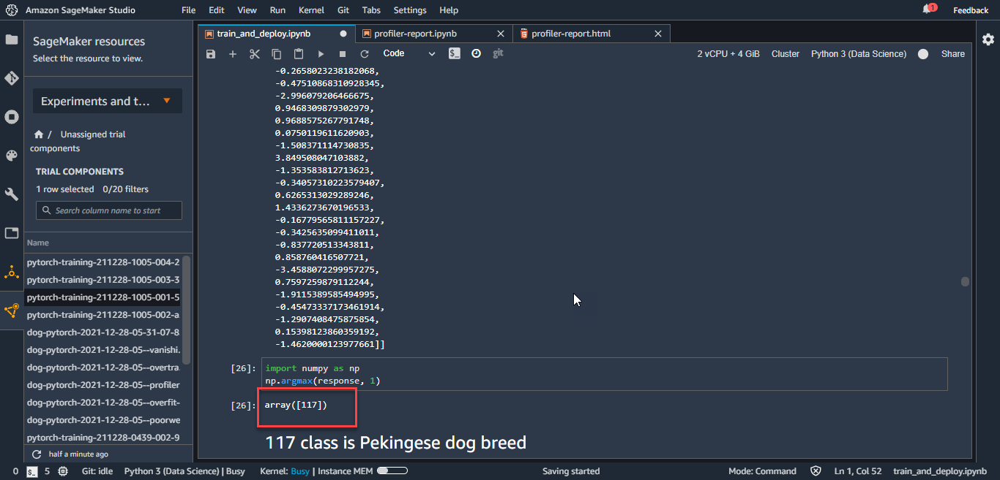 Amazon SageMaker Studio File Edit View Run Kernel Git Tabs Settings Help 1 Feedback
SageMaker resources
Select the resource to view.
Experiments and t...
/ Unassigned trial
components
TRIAL COMPONENTS
1 row selected 0/20 filters
Search column name to start
Name
pytorch-training-211228-1005-004-2
pytorch-training-211228-1005-003-3
pytorch-training-211228-1005-001-5
pytorch-training-211228-1005-002-a
dog-pytorch-2021-12-28-05-31-07-8
dog-pytorch-2021-12-28-05--vanishi.
dog-pytorch-2021-12-28-05--overtra
dog-pytorch-2021-12-28-05--profiler
dog-pytorch-2021-12-28-05--overfit-
dog-pytorch-2021-12-28-05--poorwe
pytorch-training-211228-0439-002-9
half a minute ago
train_and_deploy.ipynb profiler-report.ipynb profiler-report.html
Code git 2 vCPU + 4 GiB Cluster Python 3 (Data Science) Share
-0.2658023238182068,
-0.47510868310928345,
-2.996079206466675,
0.9468309879302979,
0.9688575267791748,
0.0750119611620903,
-1.508371114730835,
3.849508047103882,
-1.353583812713623,
-0.34057310223579407,
0.6265313029289246,
1.4336273670196533,
-0.16779565811157227,
-0.3425635099411011,
-0.837720513343811,
0.858760416507721,
-3.4588072299957275,
0.7597259879112244,
-1.9115389585494995,
-0.45473337173461914,
-1.2907408475875854,
0.15398123860359192,
-1.4620000123977661]]
[26]: import numpy as np
np.argmax(response, 1)
[26]: array([117])
117 class is Pekingese dog breed
0 $_ 5 Git: idle Python 3 (Data Science) | Busy Kernel: Busy | Instance MEM Saving started Mode: Command Ln 1, Col 52 train_and_deploy.ipynb